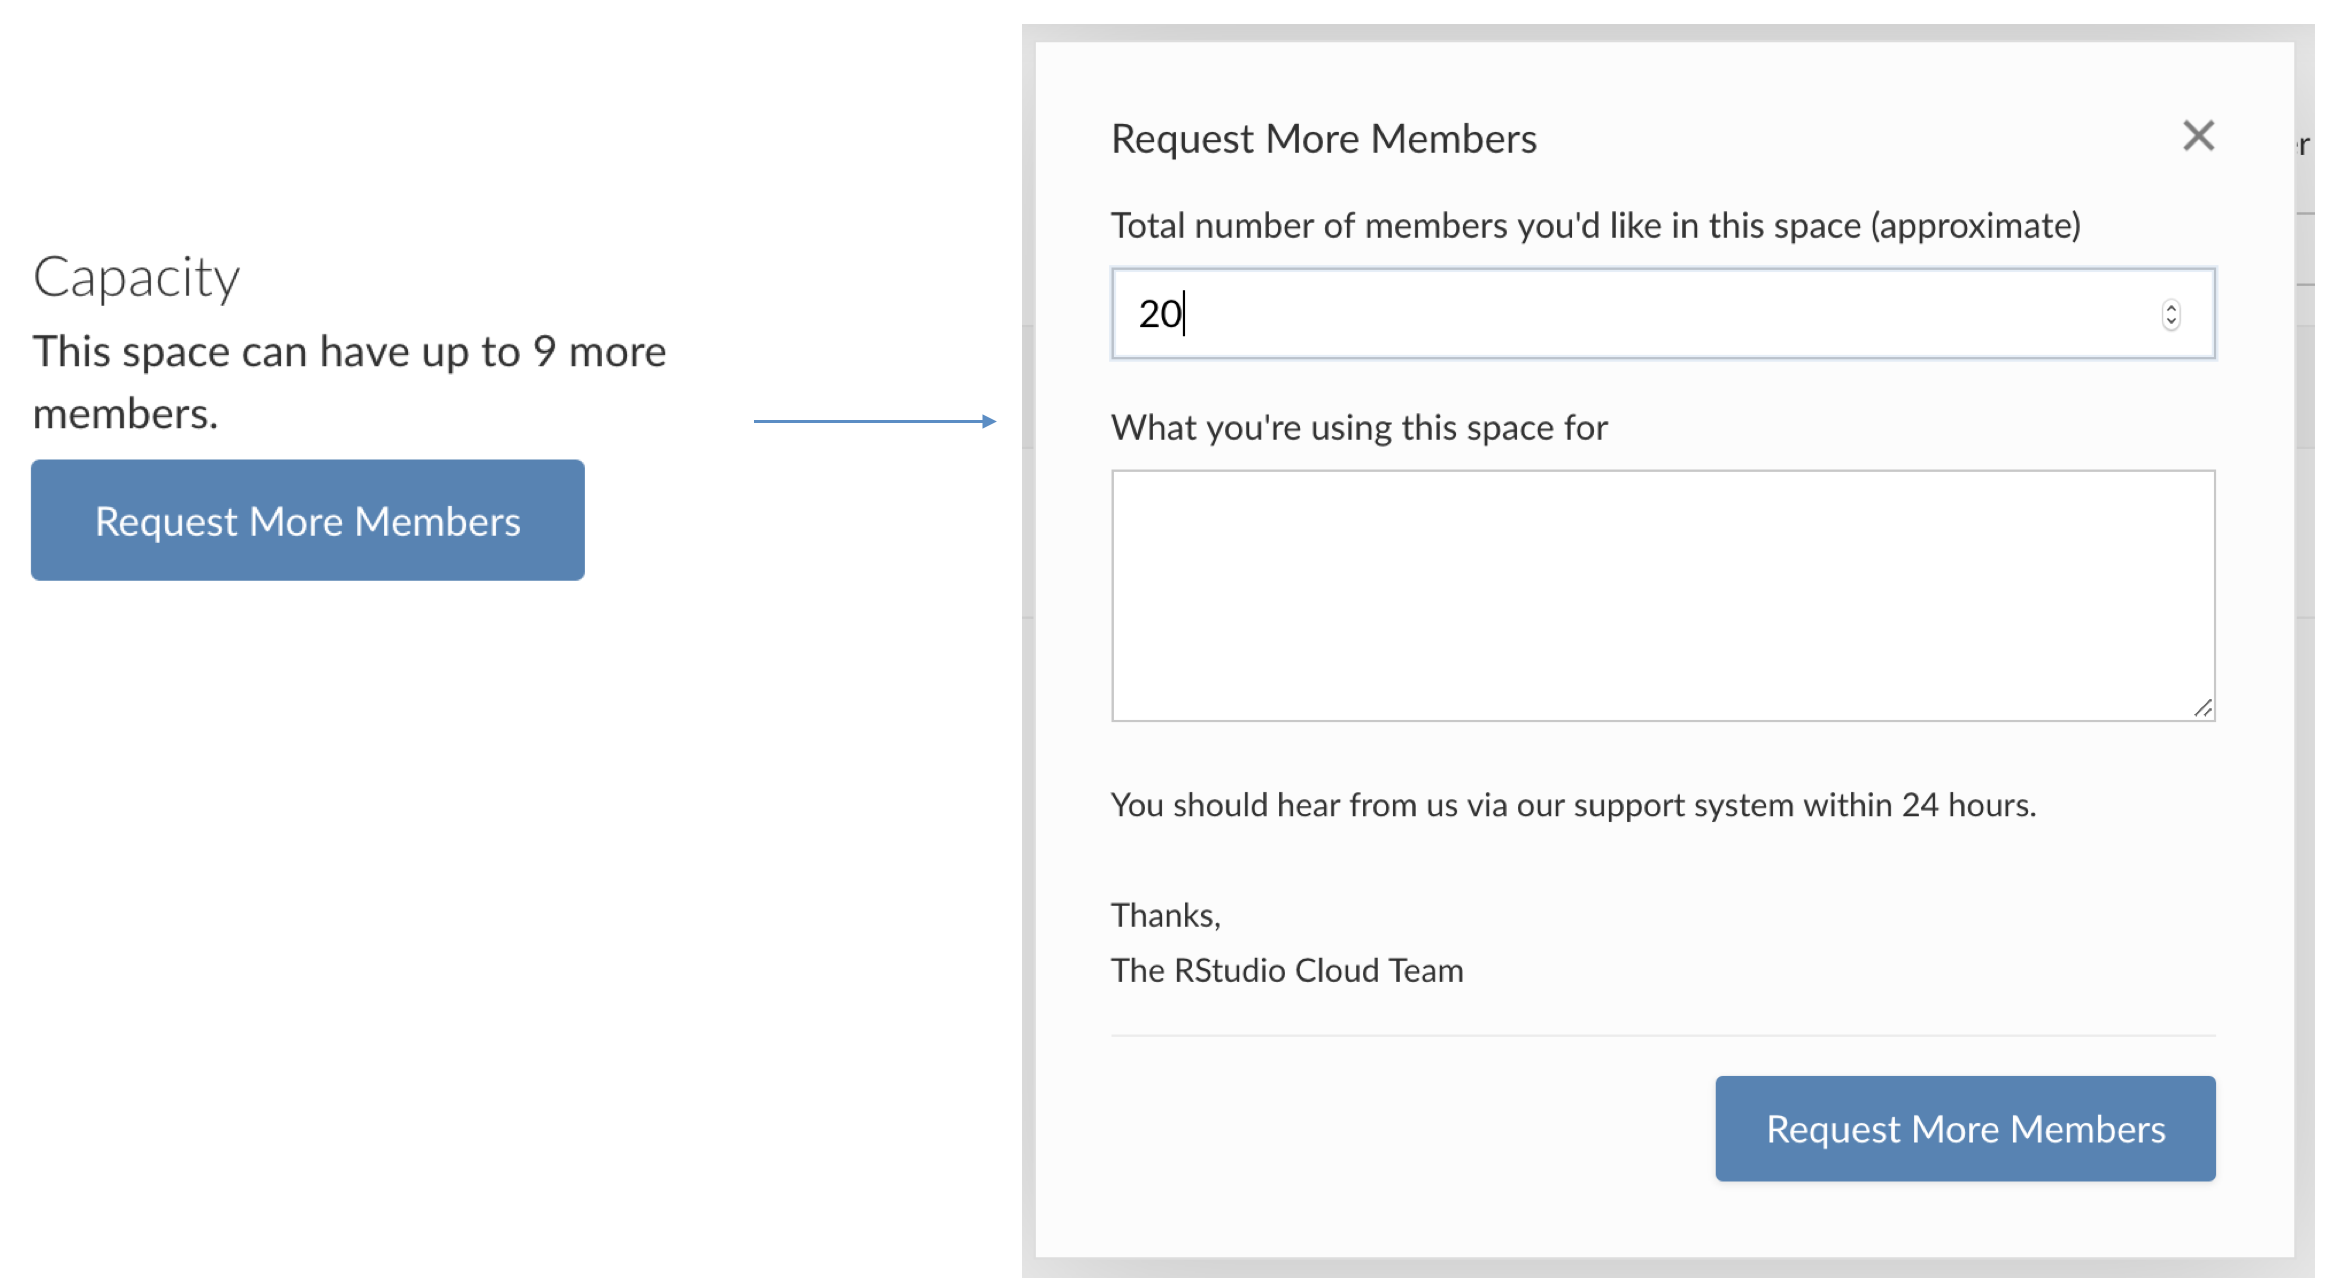 Capacity
This space can have up to 9 more
members.
Request More Members
Request More Members
Total number of members you'd like in this space (approximate)
20
What you're using this space for
You should hear from us via our support system within 24 hours.
Thanks,
The RStudio Cloud Team
Request More Members